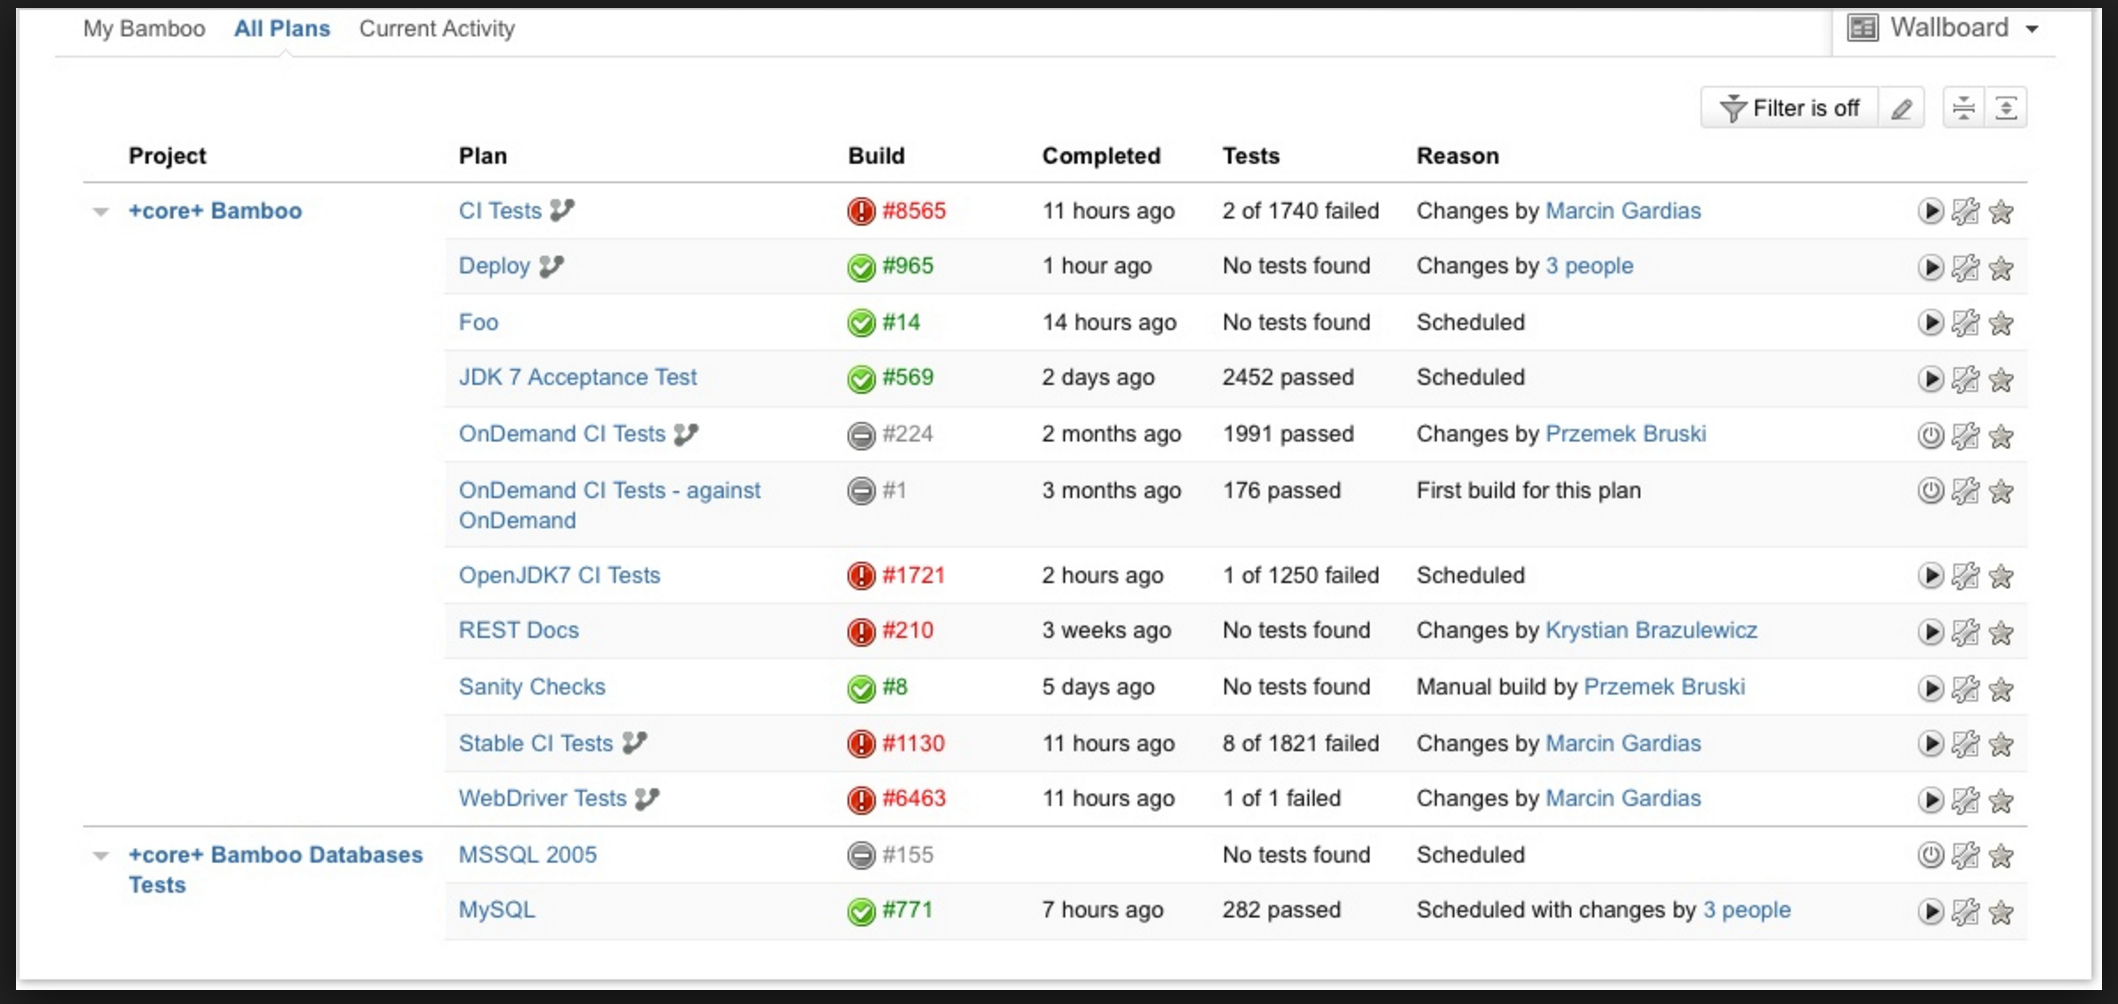 My Bamboo All Plans Current Activity Wallboard
Filter is off
Project Plan Build Completed Tests Reason
+core+ Bamboo CI Tests #8565 11 hours ago 2 of 1740 failed Changes by Marcin Gardias
Deploy #965 1 hour ago No tests found Changes by 3 people
Foo #14 14 hours ago No tests found Scheduled
JDK 7 Acceptance Test #569 2 days ago 2452 passed Scheduled
OnDemand CI Tests #224 2 months ago 1991 passed Changes by Przemek Bruski
OnDemand CI Tests - against #1 3 months ago 176 passed First build for this plan
OnDemand
OpenJDK7 CI Tests #1721 2 hours ago 1 of 1250 failed Scheduled
REST Docs #210 3 weeks ago No tests found Changes by Krystian Brazulewicz
Sanity Checks #8 5 days ago No tests found Manual build by Przemek Bruski
Stable CI Tests #1130 11 hours ago 8 of 1821 failed Changes by Marcin Gardias
WebDriver Tests #6463 11 hours ago 1 of 1 failed Changes by Marcin Gardias
+core+ Bamboo Databases MSSQL 2005 #155 No tests found Scheduled
Tests
MySQL #771 7 hours ago 282 passed Scheduled with changes by 3 people